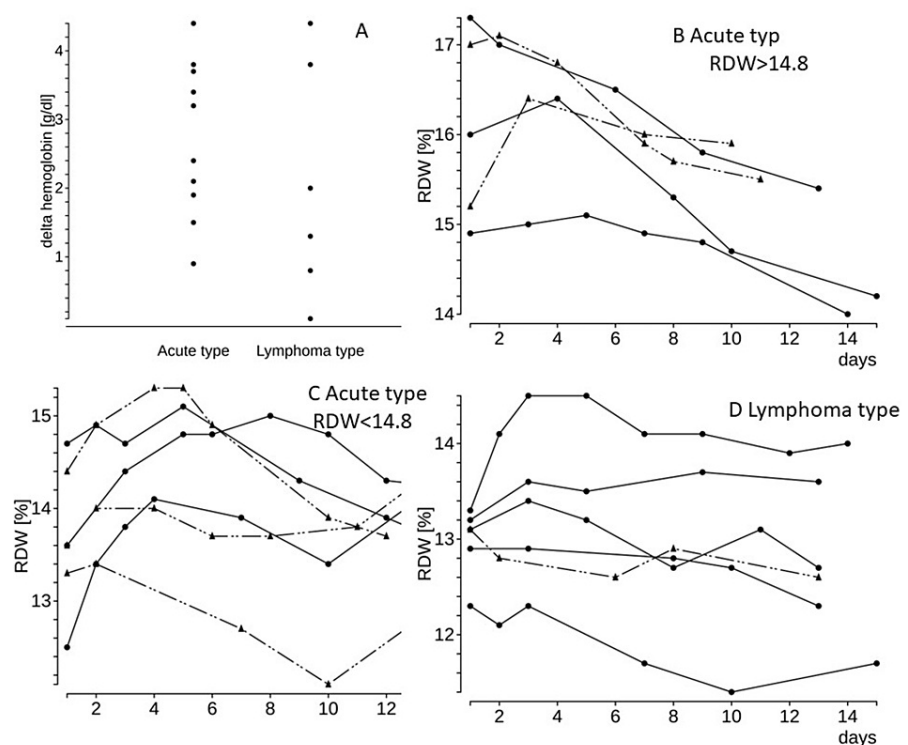 A
delta hemoglobin [g/dl]
4
3
2
1
Acute type Lymphoma type
B Acute typ
RDW>14.8
RDW [%]
17
16
15
14
2 4 6 8 10 12 14
days
C Acute type
RDW<14.8
RDW [%]
15
14
13
2 4 6 8 10 12
D Lymphoma type
RDW [%]
14
13
12
2 4 6 8 10 12 14
days